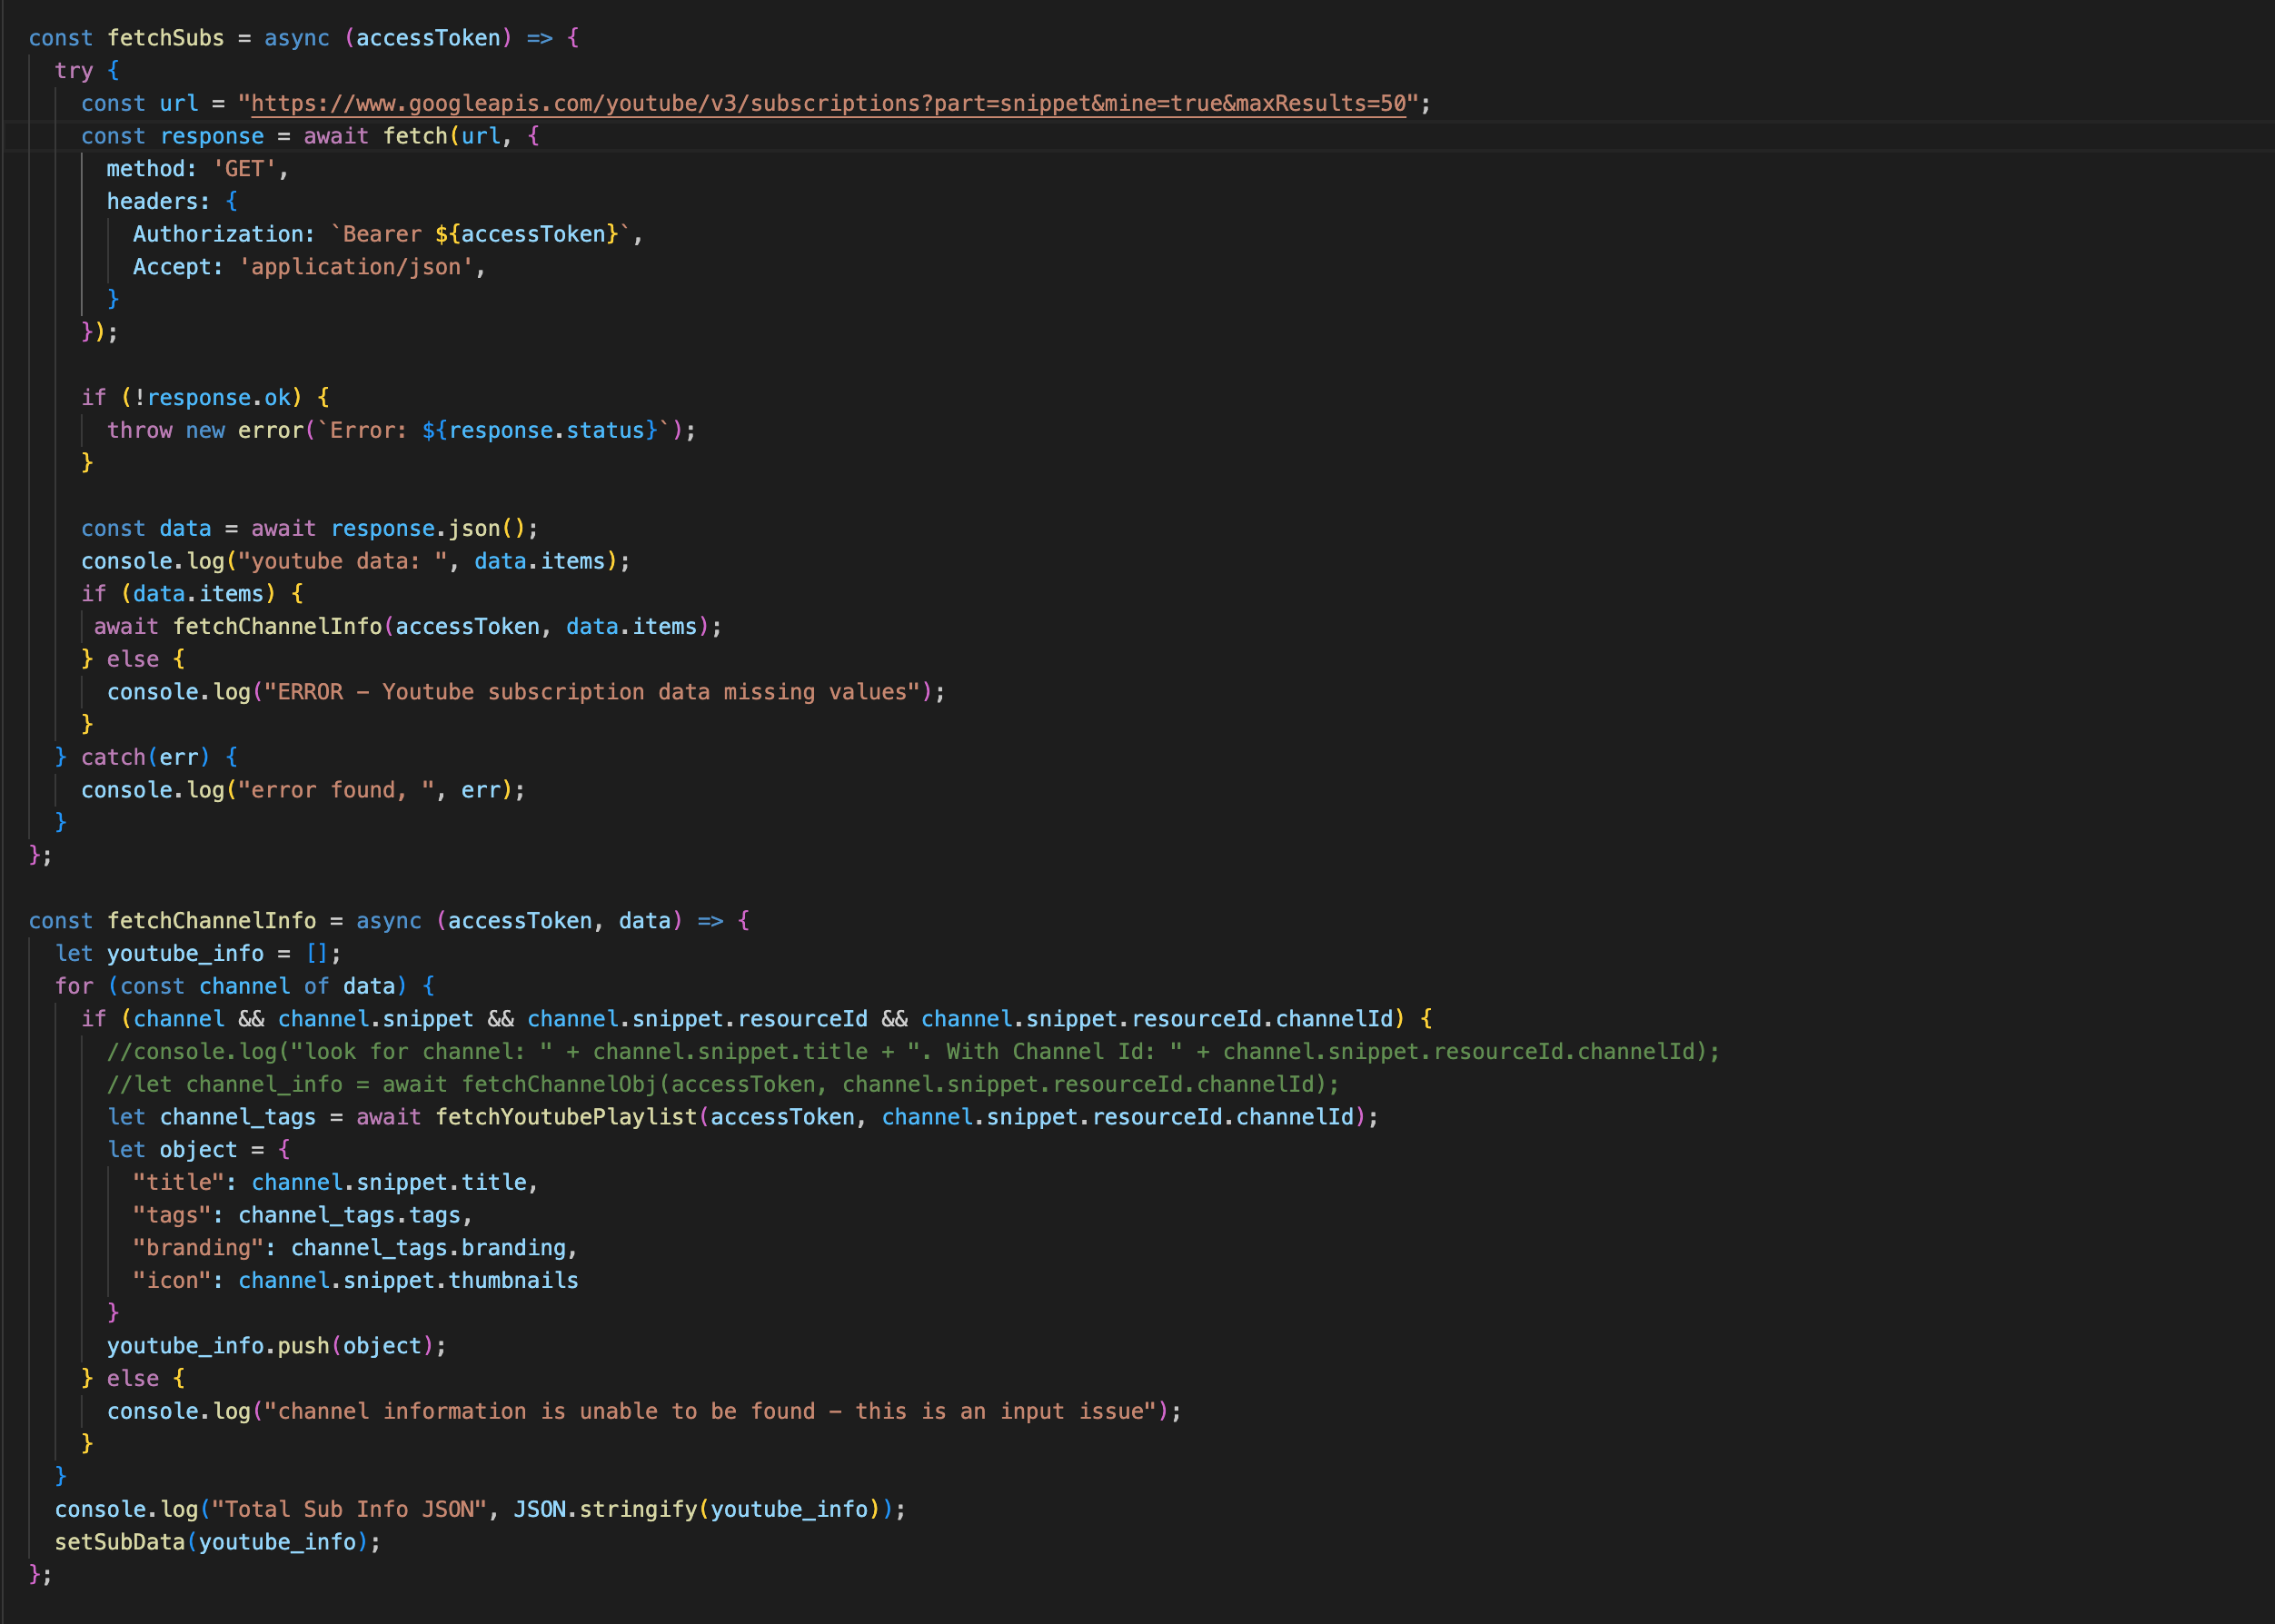 const fetchSubs = async (accessToken) => {
  try {
    const url = "https://www.googleapis.com/youtube/v3/subscriptions?part=snippet&mine=true&maxResults=50";
    const response = await fetch(url, {
      method: 'GET',
      headers: {
        Authorization: `Bearer ${accessToken}`,
        Accept: 'application/json',
      }
    });

    if (!response.ok) {
      throw new error(`Error: ${response.status}`);
    }

    const data = await response.json();
    console.log("youtube data: ", data.items);
    if (data.items) {
     await fetchChannelInfo(accessToken, data.items);
    } else {
      console.log("ERROR – Youtube subscription data missing values");
    }
  } catch(err) {
    console.log("error found, ", err);
  }
};

const fetchChannelInfo = async (accessToken, data) => {
  let youtube_info = [];
  for (const channel of data) {
    if (channel && channel.snippet && channel.snippet.resourceId && channel.snippet.resourceId.channelId) {
      //console.log("look for channel: " + channel.snippet.title + ". With Channel Id: " + channel.snippet.resourceId.channelId);
      //let channel_info = await fetchChannelObj(accessToken, channel.snippet.resourceId.channelId);
      let channel_tags = await fetchYoutubePlaylist(accessToken, channel.snippet.resourceId.channelId);
      let object = {
        "title": channel.snippet.title,
        "tags": channel_tags.tags,
        "branding": channel_tags.branding,
        "icon": channel.snippet.thumbnails
      }
      youtube_info.push(object);
    } else {
      console.log("channel information is unable to be found – this is an input issue");
    }
  }
  console.log("Total Sub Info JSON", JSON.stringify(youtube_info));
  setSubData(youtube_info);
};